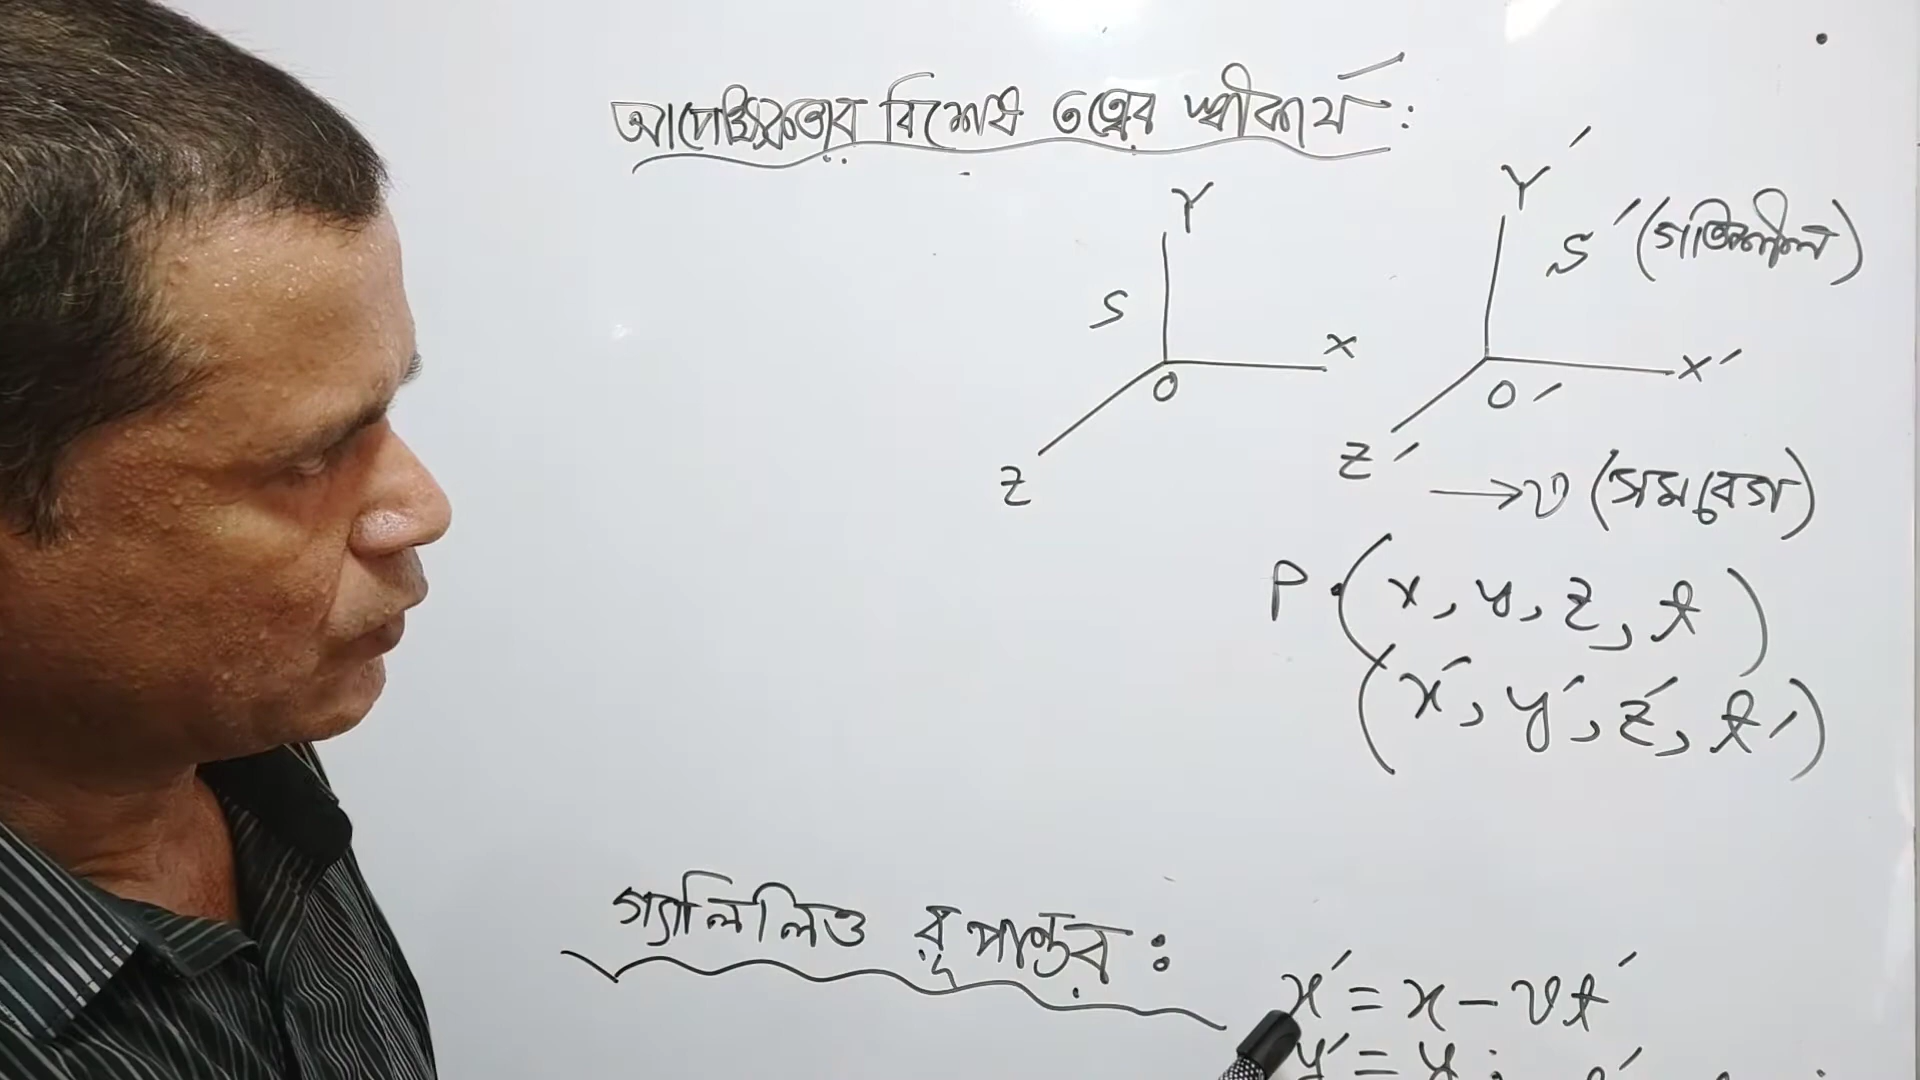 আপেক্ষিকতার বিশেষ তত্ত্বের স্বীকার্য :
Y
S
X
O
Z
Y′
S′ (গতিশীল)
X′
O′
Z′
→ v (সমবেগ)
P. (x, y, z, t)
(x′, y′, z′, t′)
গ্যালিলিও রূপান্তর :
x′ = x − vt′
y′ = y ;